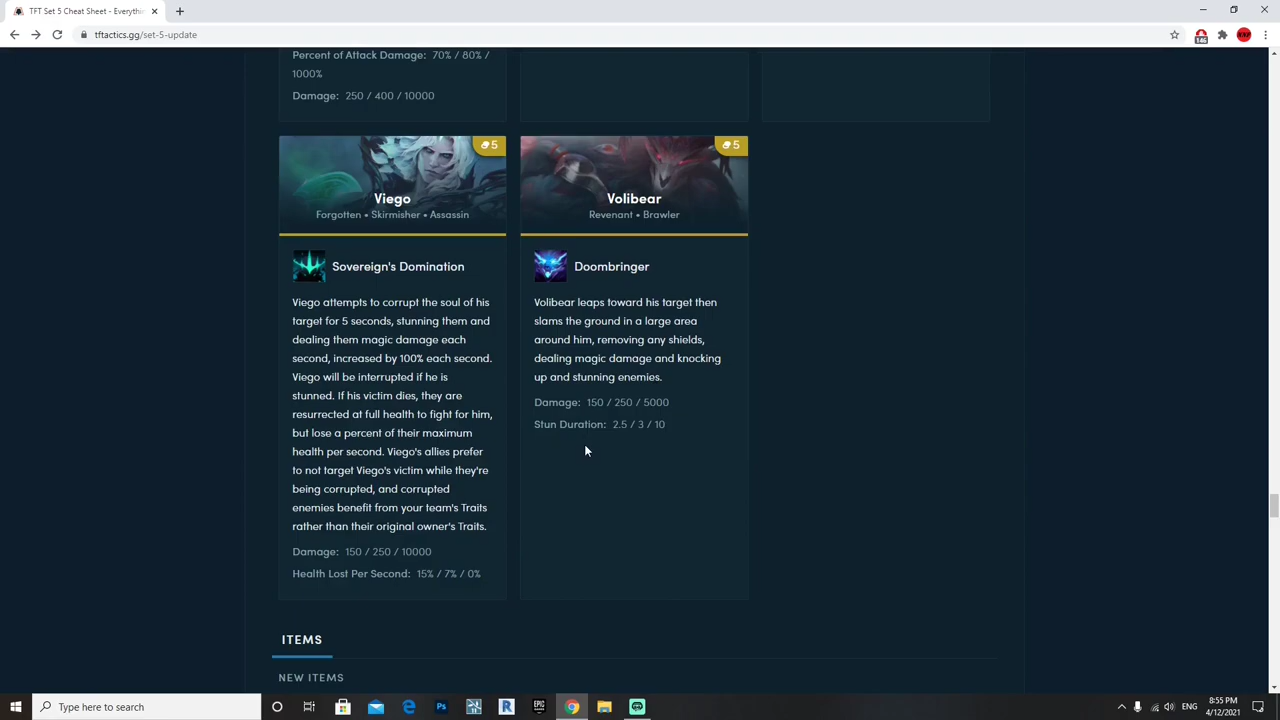 TFT Set 5 Cheat Sheet - Everythi
tftactics.gg/set-5-update
146
Percent of Attack Damage: 70% / 80% /
1000%
Damage: 250 / 400 / 10000
5
Viego
Forgotten • Skirmisher • Assassin
Sovereign's Domination
Viego attempts to corrupt the soul of his
target for 5 seconds, stunning them and
dealing them magic damage each
second, increased by 100% each second.
Viego will be interrupted if he is
stunned. If his victim dies, they are
resurrected at full health to fight for him,
but lose a percent of their maximum
health per second. Viego's allies prefer
to not target Viego's victim while they're
being corrupted, and corrupted
enemies benefit from your team's Traits
rather than their original owner's Traits.
Damage: 150 / 250 / 10000
Health Lost Per Second: 15% / 7% / 0%
5
Volibear
Revenant • Brawler
Doombringer
Volibear leaps toward his target then
slams the ground in a large area
around him, removing any shields,
dealing magic damage and knocking
up and stunning enemies.
Damage: 150 / 250 / 5000
Stun Duration: 2.5 / 3 / 10
ITEMS
NEW ITEMS
Type here to search
Ps
R
EPIC
ENG
8:55 PM
4/12/2021